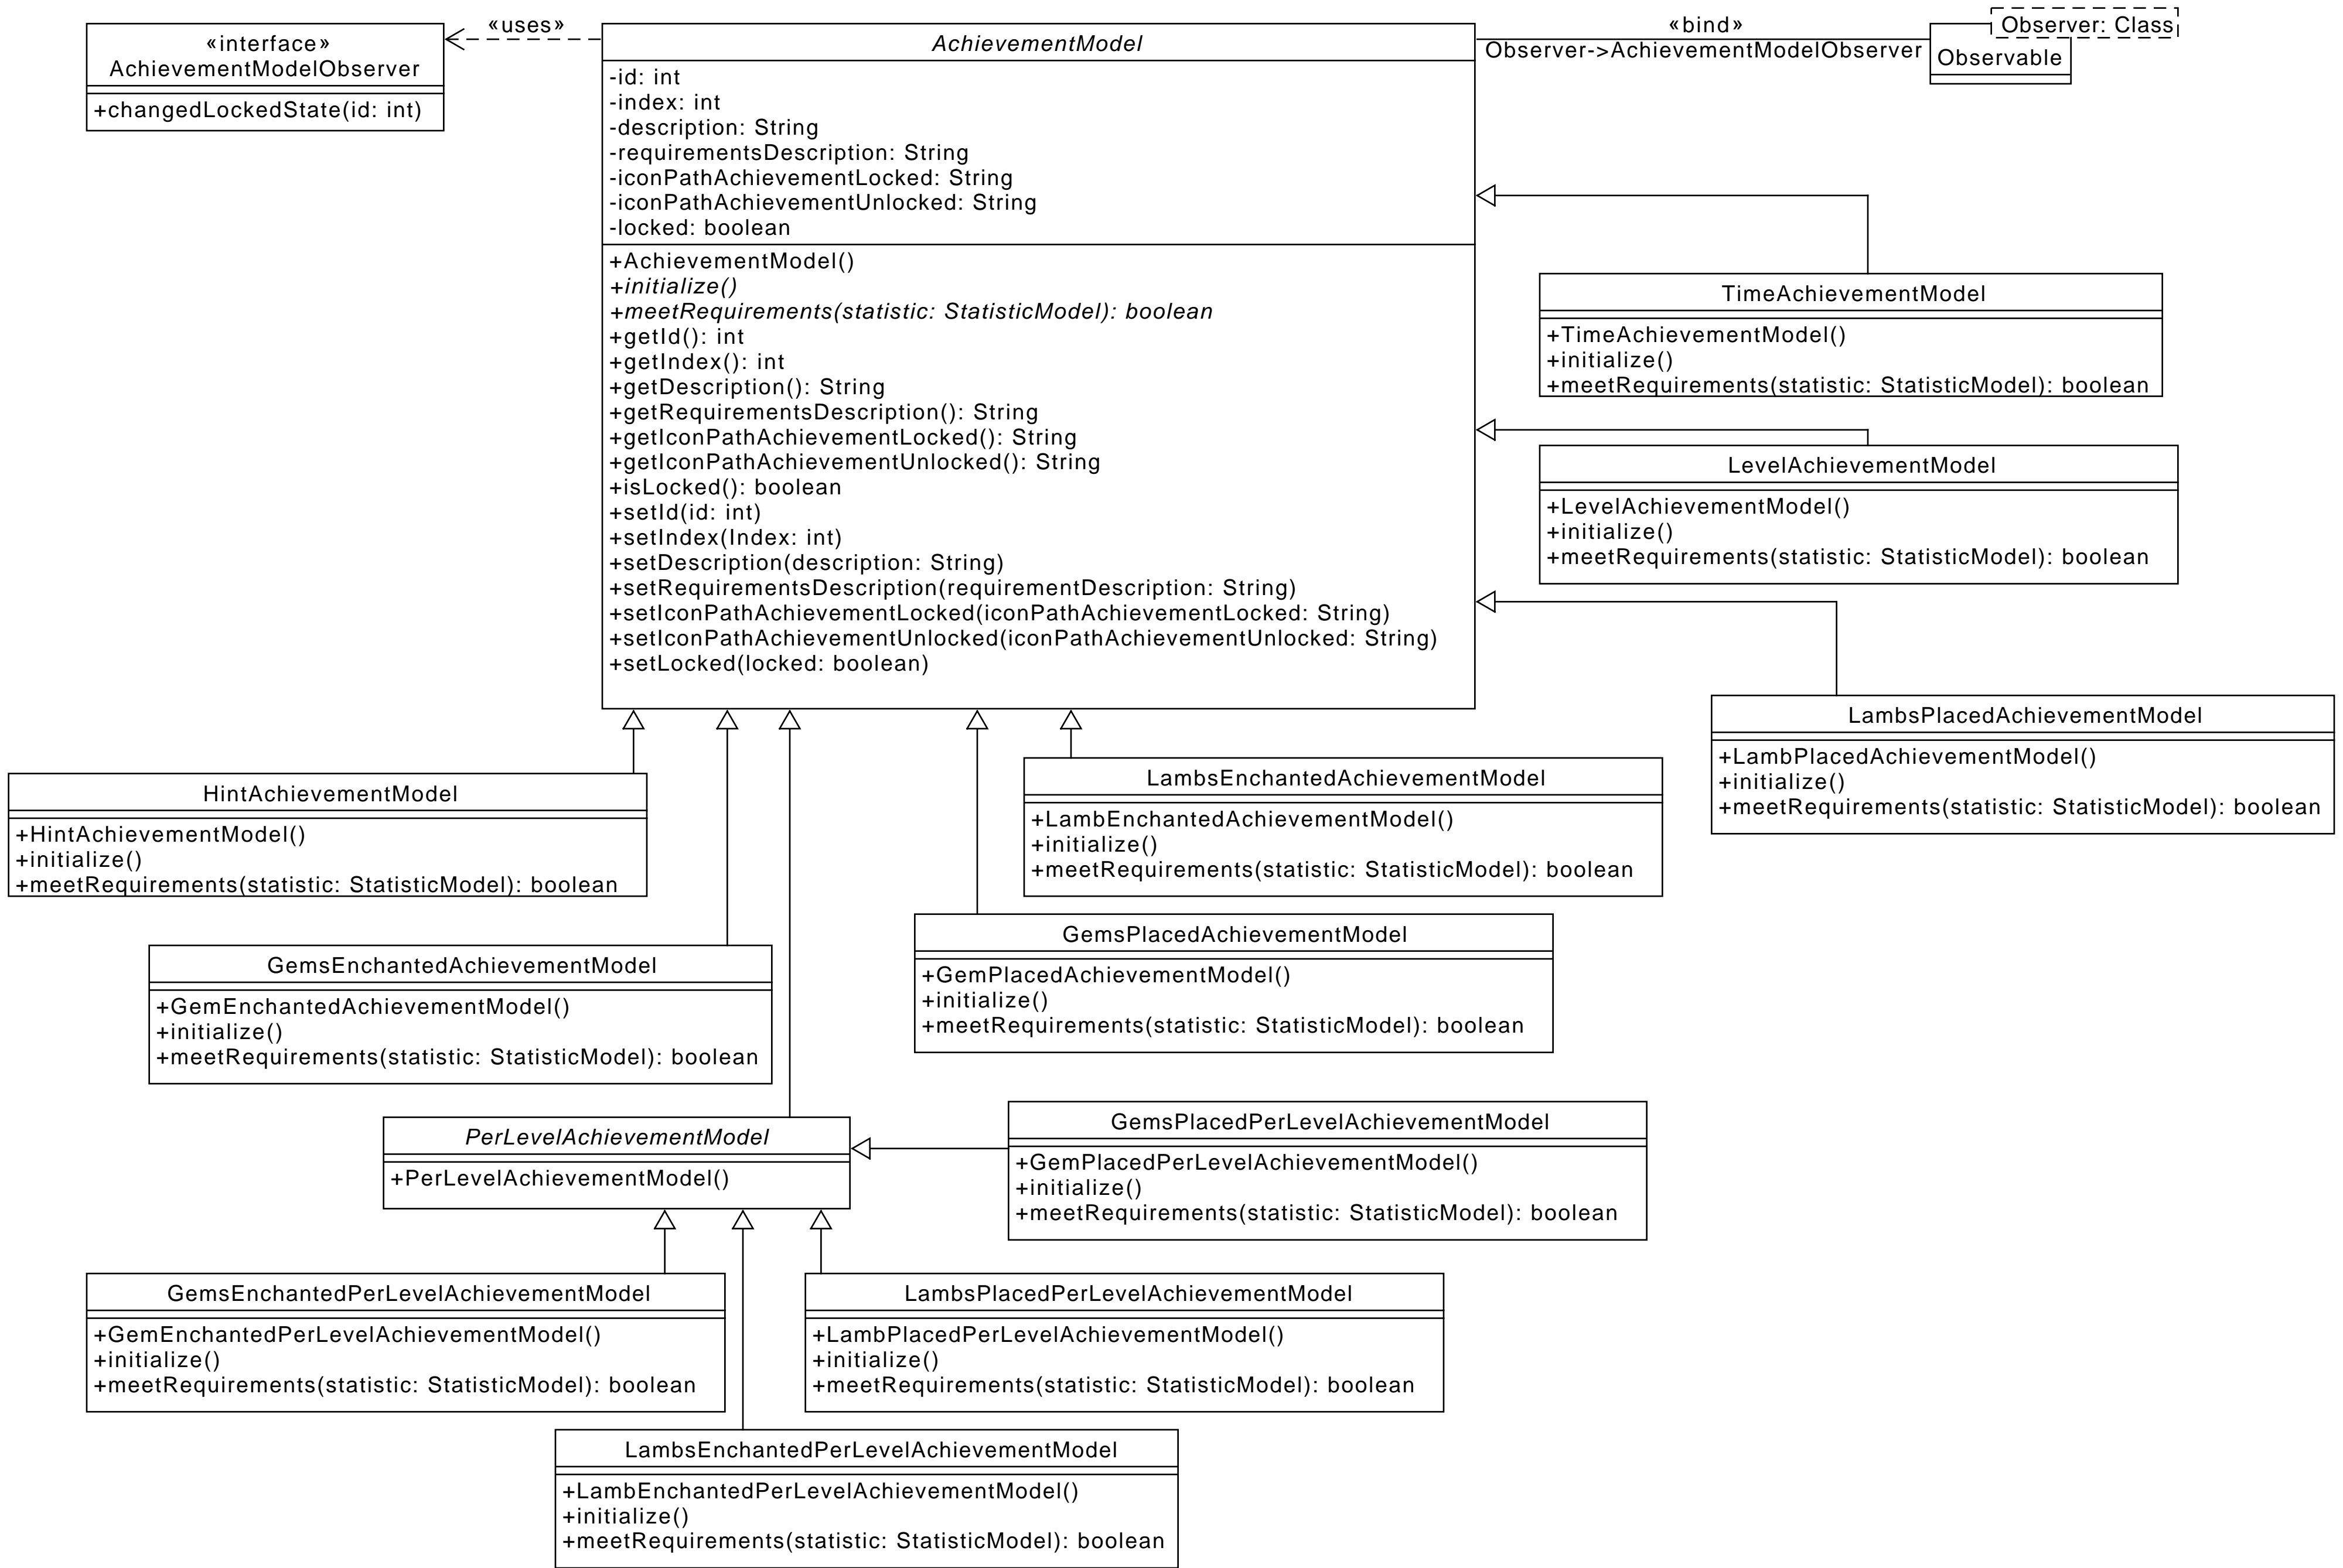 «interface»
AchievementModelObserver
+changedLockedState(id: int)
«uses»
AchievementModel
-id: int
-index: int
-description: String
-requirementsDescription: String
-iconPathAchievementLocked: String
-iconPathAchievementUnlocked: String
-locked: boolean
+AchievementModel()
+initialize()
+meetRequirements(statistic: StatisticModel): boolean
+getId(): int
+getIndex(): int
+getDescription(): String
+getRequirementsDescription(): String
+getIconPathAchievementLocked(): String
+getIconPathAchievementUnlocked(): String
+isLocked(): boolean
+setId(id: int)
+setIndex(Index: int)
+setDescription(description: String)
+setRequirementsDescription(requirementDescription: String)
+setIconPathAchievementLocked(iconPathAchievementLocked: String)
+setIconPathAchievementUnlocked(iconPathAchievementUnlocked: String)
+setLocked(locked: boolean)
«bind»
Observer->AchievementModelObserver
Observer: Class
Observable
TimeAchievementModel
+TimeAchievementModel()
+initialize()
+meetRequirements(statistic: StatisticModel): boolean
LevelAchievementModel
+LevelAchievementModel()
+initialize()
+meetRequirements(statistic: StatisticModel): boolean
LambsPlacedAchievementModel
+LambPlacedAchievementModel()
+initialize()
+meetRequirements(statistic: StatisticModel): boolean
HintAchievementModel
+HintAchievementModel()
+initialize()
+meetRequirements(statistic: StatisticModel): boolean
LambsEnchantedAchievementModel
+LambEnchantedAchievementModel()
+initialize()
+meetRequirements(statistic: StatisticModel): boolean
GemsPlacedAchievementModel
+GemPlacedAchievementModel()
+initialize()
+meetRequirements(statistic: StatisticModel): boolean
GemsEnchantedAchievementModel
+GemEnchantedAchievementModel()
+initialize()
+meetRequirements(statistic: StatisticModel): boolean
PerLevelAchievementModel
+PerLevelAchievementModel()
GemsPlacedPerLevelAchievementModel
+GemPlacedPerLevelAchievementModel()
+initialize()
+meetRequirements(statistic: StatisticModel): boolean
GemsEnchantedPerLevelAchievementModel
+GemEnchantedPerLevelAchievementModel()
+initialize()
+meetRequirements(statistic: StatisticModel): boolean
LambsPlacedPerLevelAchievementModel
+LambPlacedPerLevelAchievementModel()
+initialize()
+meetRequirements(statistic: StatisticModel): boolean
LambsEnchantedPerLevelAchievementModel
+LambEnchantedPerLevelAchievementModel()
+initialize()
+meetRequirements(statistic: StatisticModel): boolean